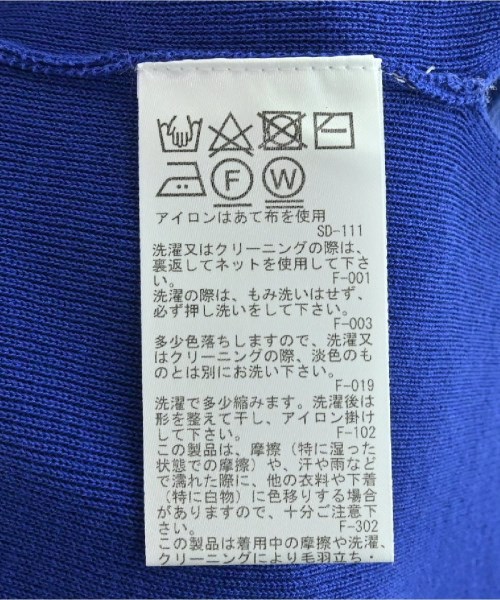 F W
アイロンはあて布を使用
SD-111
洗濯又はクリーニングの際は、
裏返してネットを使用して下さ
い。 F-001
洗濯の際は、もみ洗いはせず、
必ず押し洗いをして下さい。
F-003
多少色落ちしますので、洗濯又
はクリーニングの際、淡色のも
のとは別にお洗い下さい。
F-019
洗濯で多少縮みます。洗濯後は
形を整えて干し、アイロン掛け
して下さい。 F-102
この製品は、摩擦（特に湿った
状態での摩擦）や、汗や雨など
で濡れた際に、他の衣料や下着
（特に白物）に色移りする場合
がありますので、十分ご注意下
さい。 F-302
この製品は着用中の摩擦や洗濯、
クリーニングにより毛羽立ち・